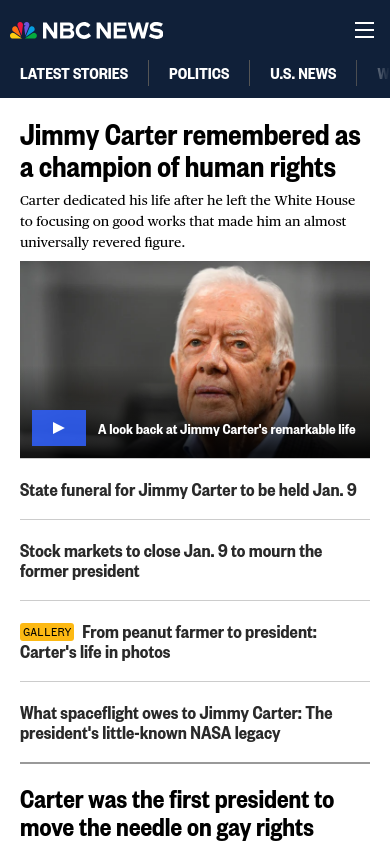 NBC NEWS
LATEST STORIES
POLITICS
U.S. NEWS
Jimmy Carter remembered as
a champion of human rights
Carter dedicated his life after he left the White House
to focusing on good works that made him an almost
universally revered figure.
A look back at Jimmy Carter's remarkable life
State funeral for Jimmy Carter to be held Jan. 9
Stock markets to close Jan. 9 to mourn the
former president
GALLERY From peanut farmer to president:
Carter's life in photos
What spaceflight owes to Jimmy Carter: The
president's little-known NASA legacy
Carter was the first president to
move the needle on gay rights